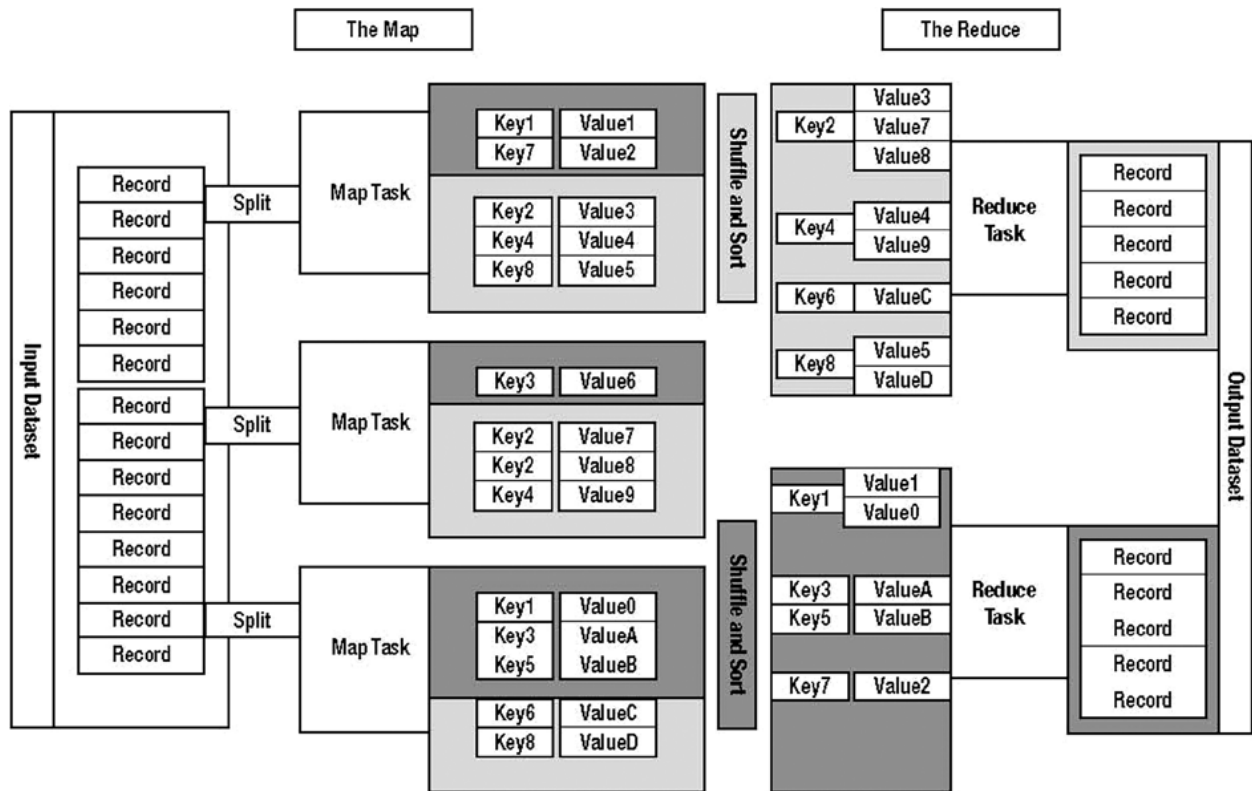 The Map
The Reduce
Input Dataset
Record
Record
Record
Record
Record
Record
Record
Record
Record
Record
Record
Record
Record
Record
Split
Split
Split
Map Task
Key1 Value1
Key7 Value2
Key2 Value3
Key4 Value4
Key8 Value5
Map Task
Key3 Value6
Key2 Value7
Key2 Value8
Key4 Value9
Map Task
Key1 Value0
Key3 ValueA
Key5 ValueB
Key6 ValueC
Key8 ValueD
Shuffle and Sort
Shuffle and Sort
Value3
Key2 Value7
Value8
Key4 Value4
Value9
Key6 ValueC
Key8 Value5
ValueD
Reduce
Task
Record
Record
Record
Record
Record
Key1 Value1
Value0
Key3 ValueA
Key5 ValueB
Key7 Value2
Reduce
Task
Record
Record
Record
Record
Record
Output Dataset